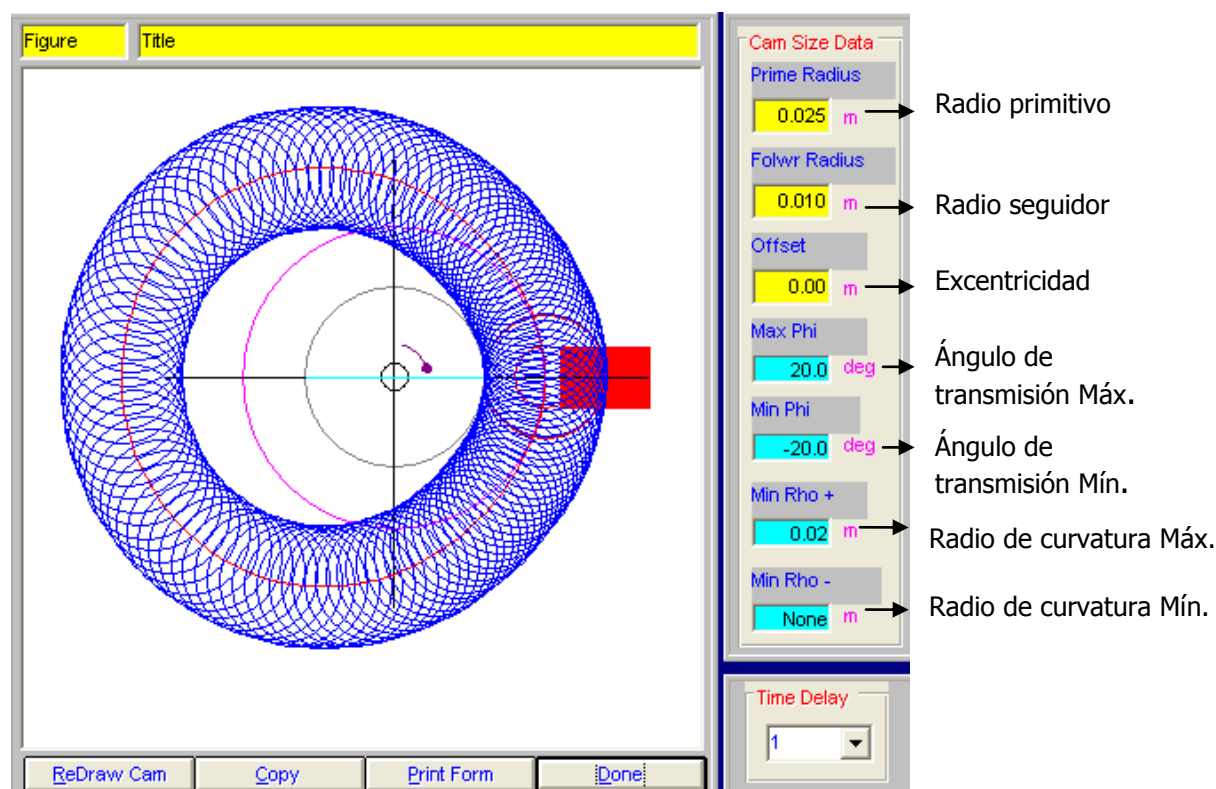 Figure
Title
Cam Size Data
Prime Radius
0.025 m
Radio primitivo
Folwr Radius
0.010 m
Radio seguidor
Offset
0.00 m
Excentricidad
Max Phi
20.0 deg
Ángulo de
transmisión Máx.
Min Phi
-20.0 deg
Ángulo de
transmisión Mín.
Min Rho +
0.02 m
Radio de curvatura Máx.
Min Rho -
None m
Radio de curvatura Mín.
Time Delay
1
ReDraw Cam
Copy
Print Form
Done